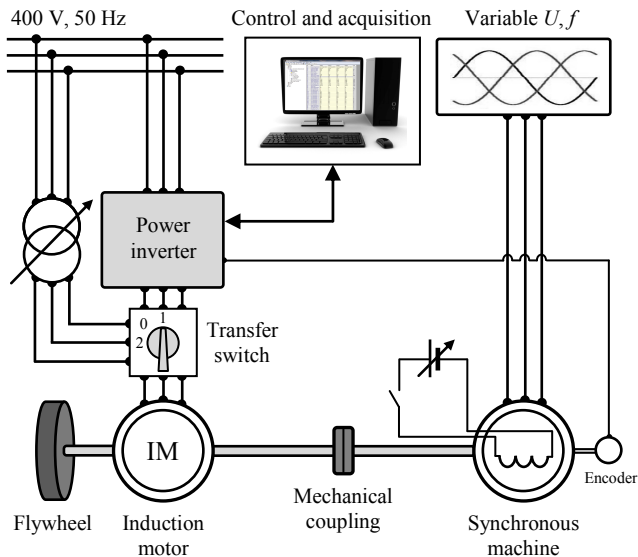 400 V, 50 Hz
Control and acquisition
Variable U, f
Power
inverter
0
1
2
Transfer
switch
IM
Encoder
Flywheel
Induction
motor
Mechanical
coupling
Synchronous
machine